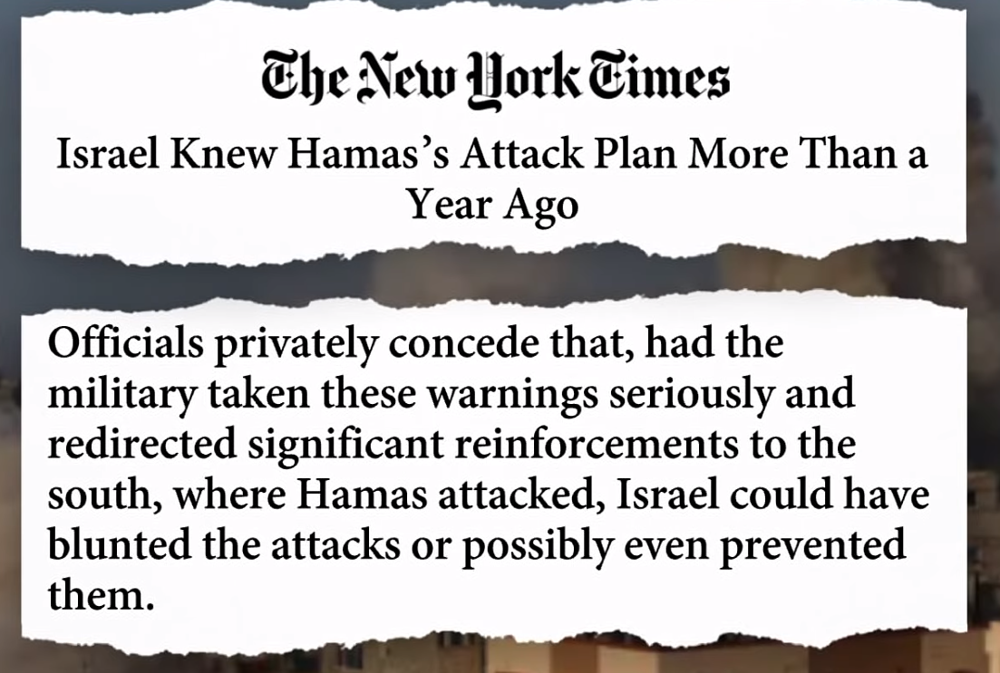 The New York Times
Israel Knew Hamas’s Attack Plan More Than a
Year Ago
Officials privately concede that, had the
military taken these warnings seriously and
redirected significant reinforcements to the
south, where Hamas attacked, Israel could have
blunted the attacks or possibly even prevented
them.